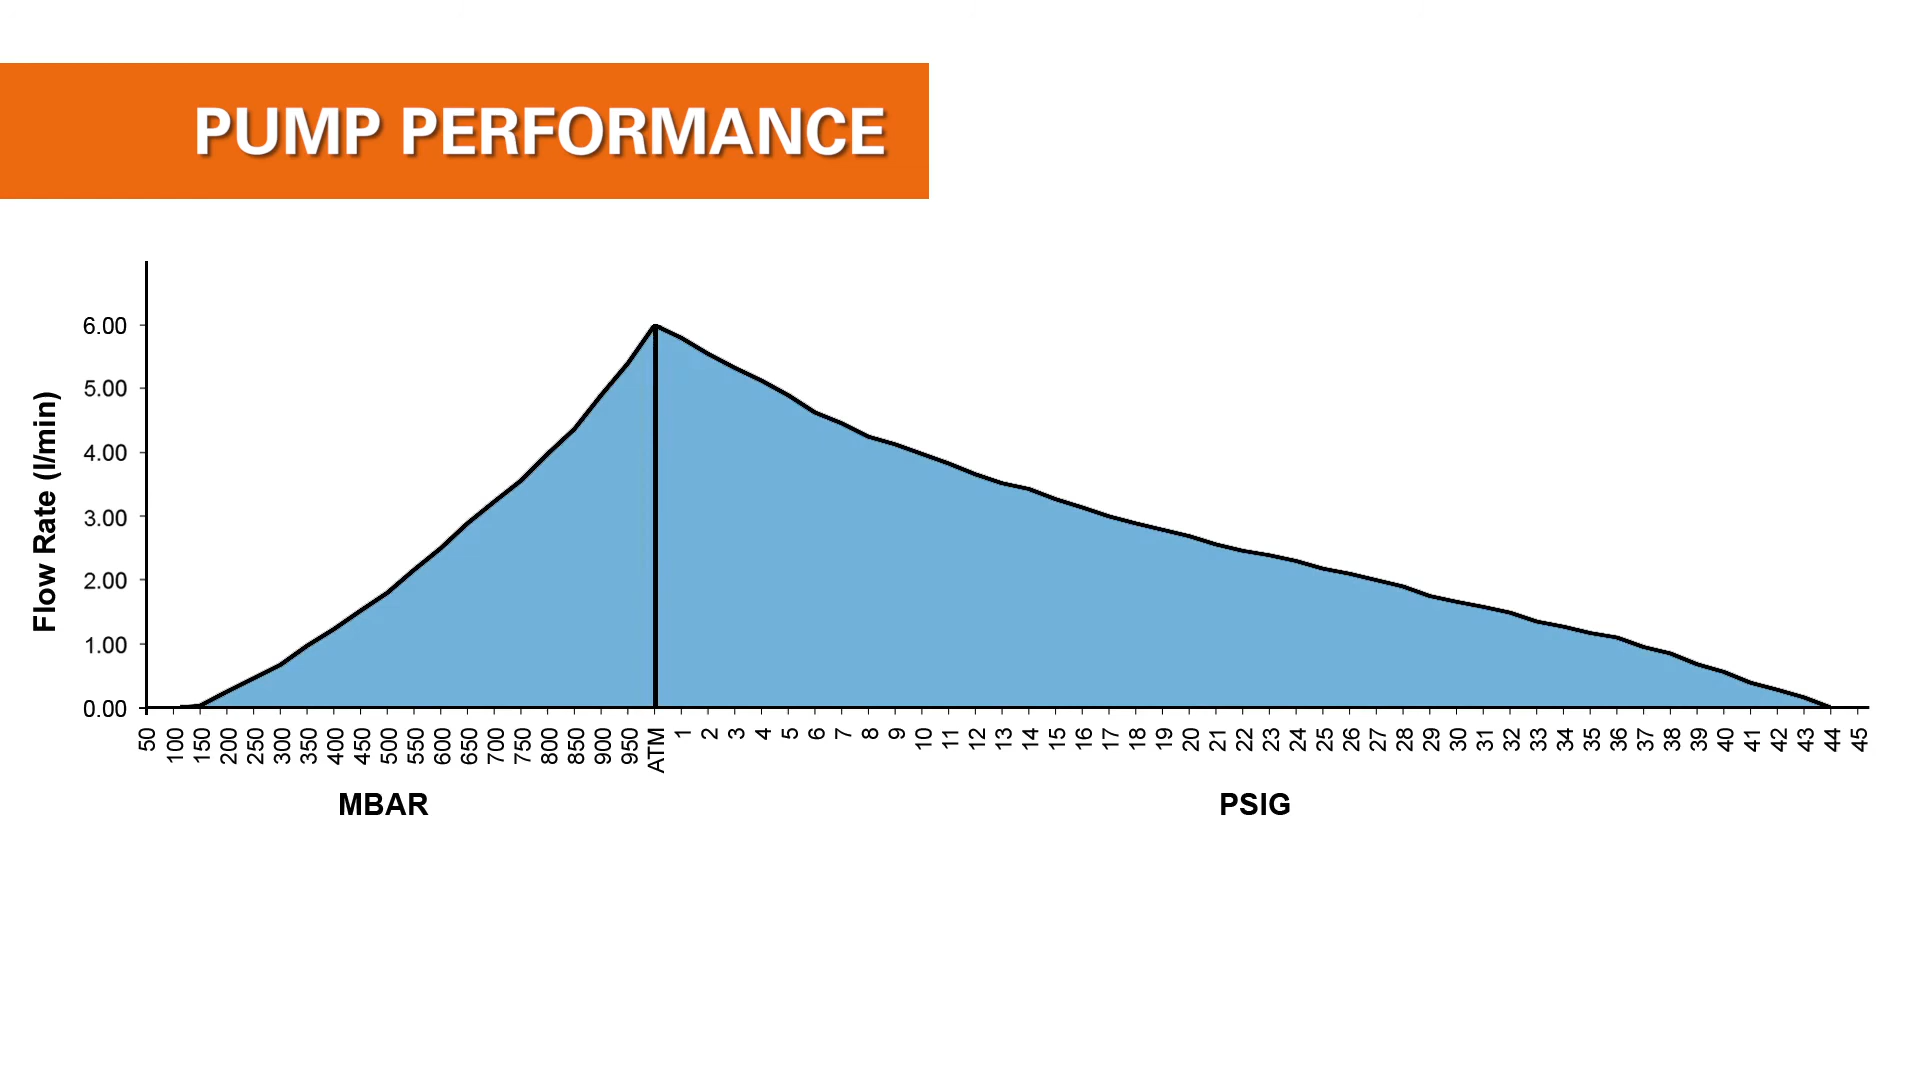 PUMP PERFORMANCE
Flow Rate (l/min)
6.00
5.00
4.00
3.00
2.00
1.00
0.00
50 100 150 200 250 300 350 400 450 500 550 600 650 700 750 800 850 900 950 ATM 1 2 3 4 5 6 7 8 9 10 11 12 13 14 15 16 17 18 19 20 21 22 23 24 25 26 27 28 29 30 31 32 33 34 35 36 37 38 39 40 41 42 43 44 45
MBAR PSIG